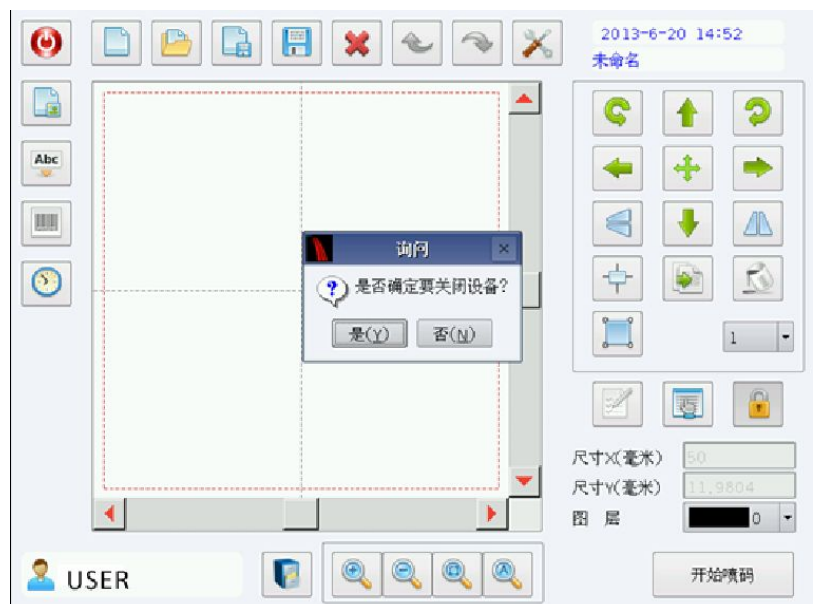 2013-6-20 14:52
未命名
Abc
询问
是否确定要关闭设备?
是(Y)
否(N)
1
尺寸X(毫米)
50
尺寸Y(毫米)
11.9804
图 层
0
USER
A
开始喷码